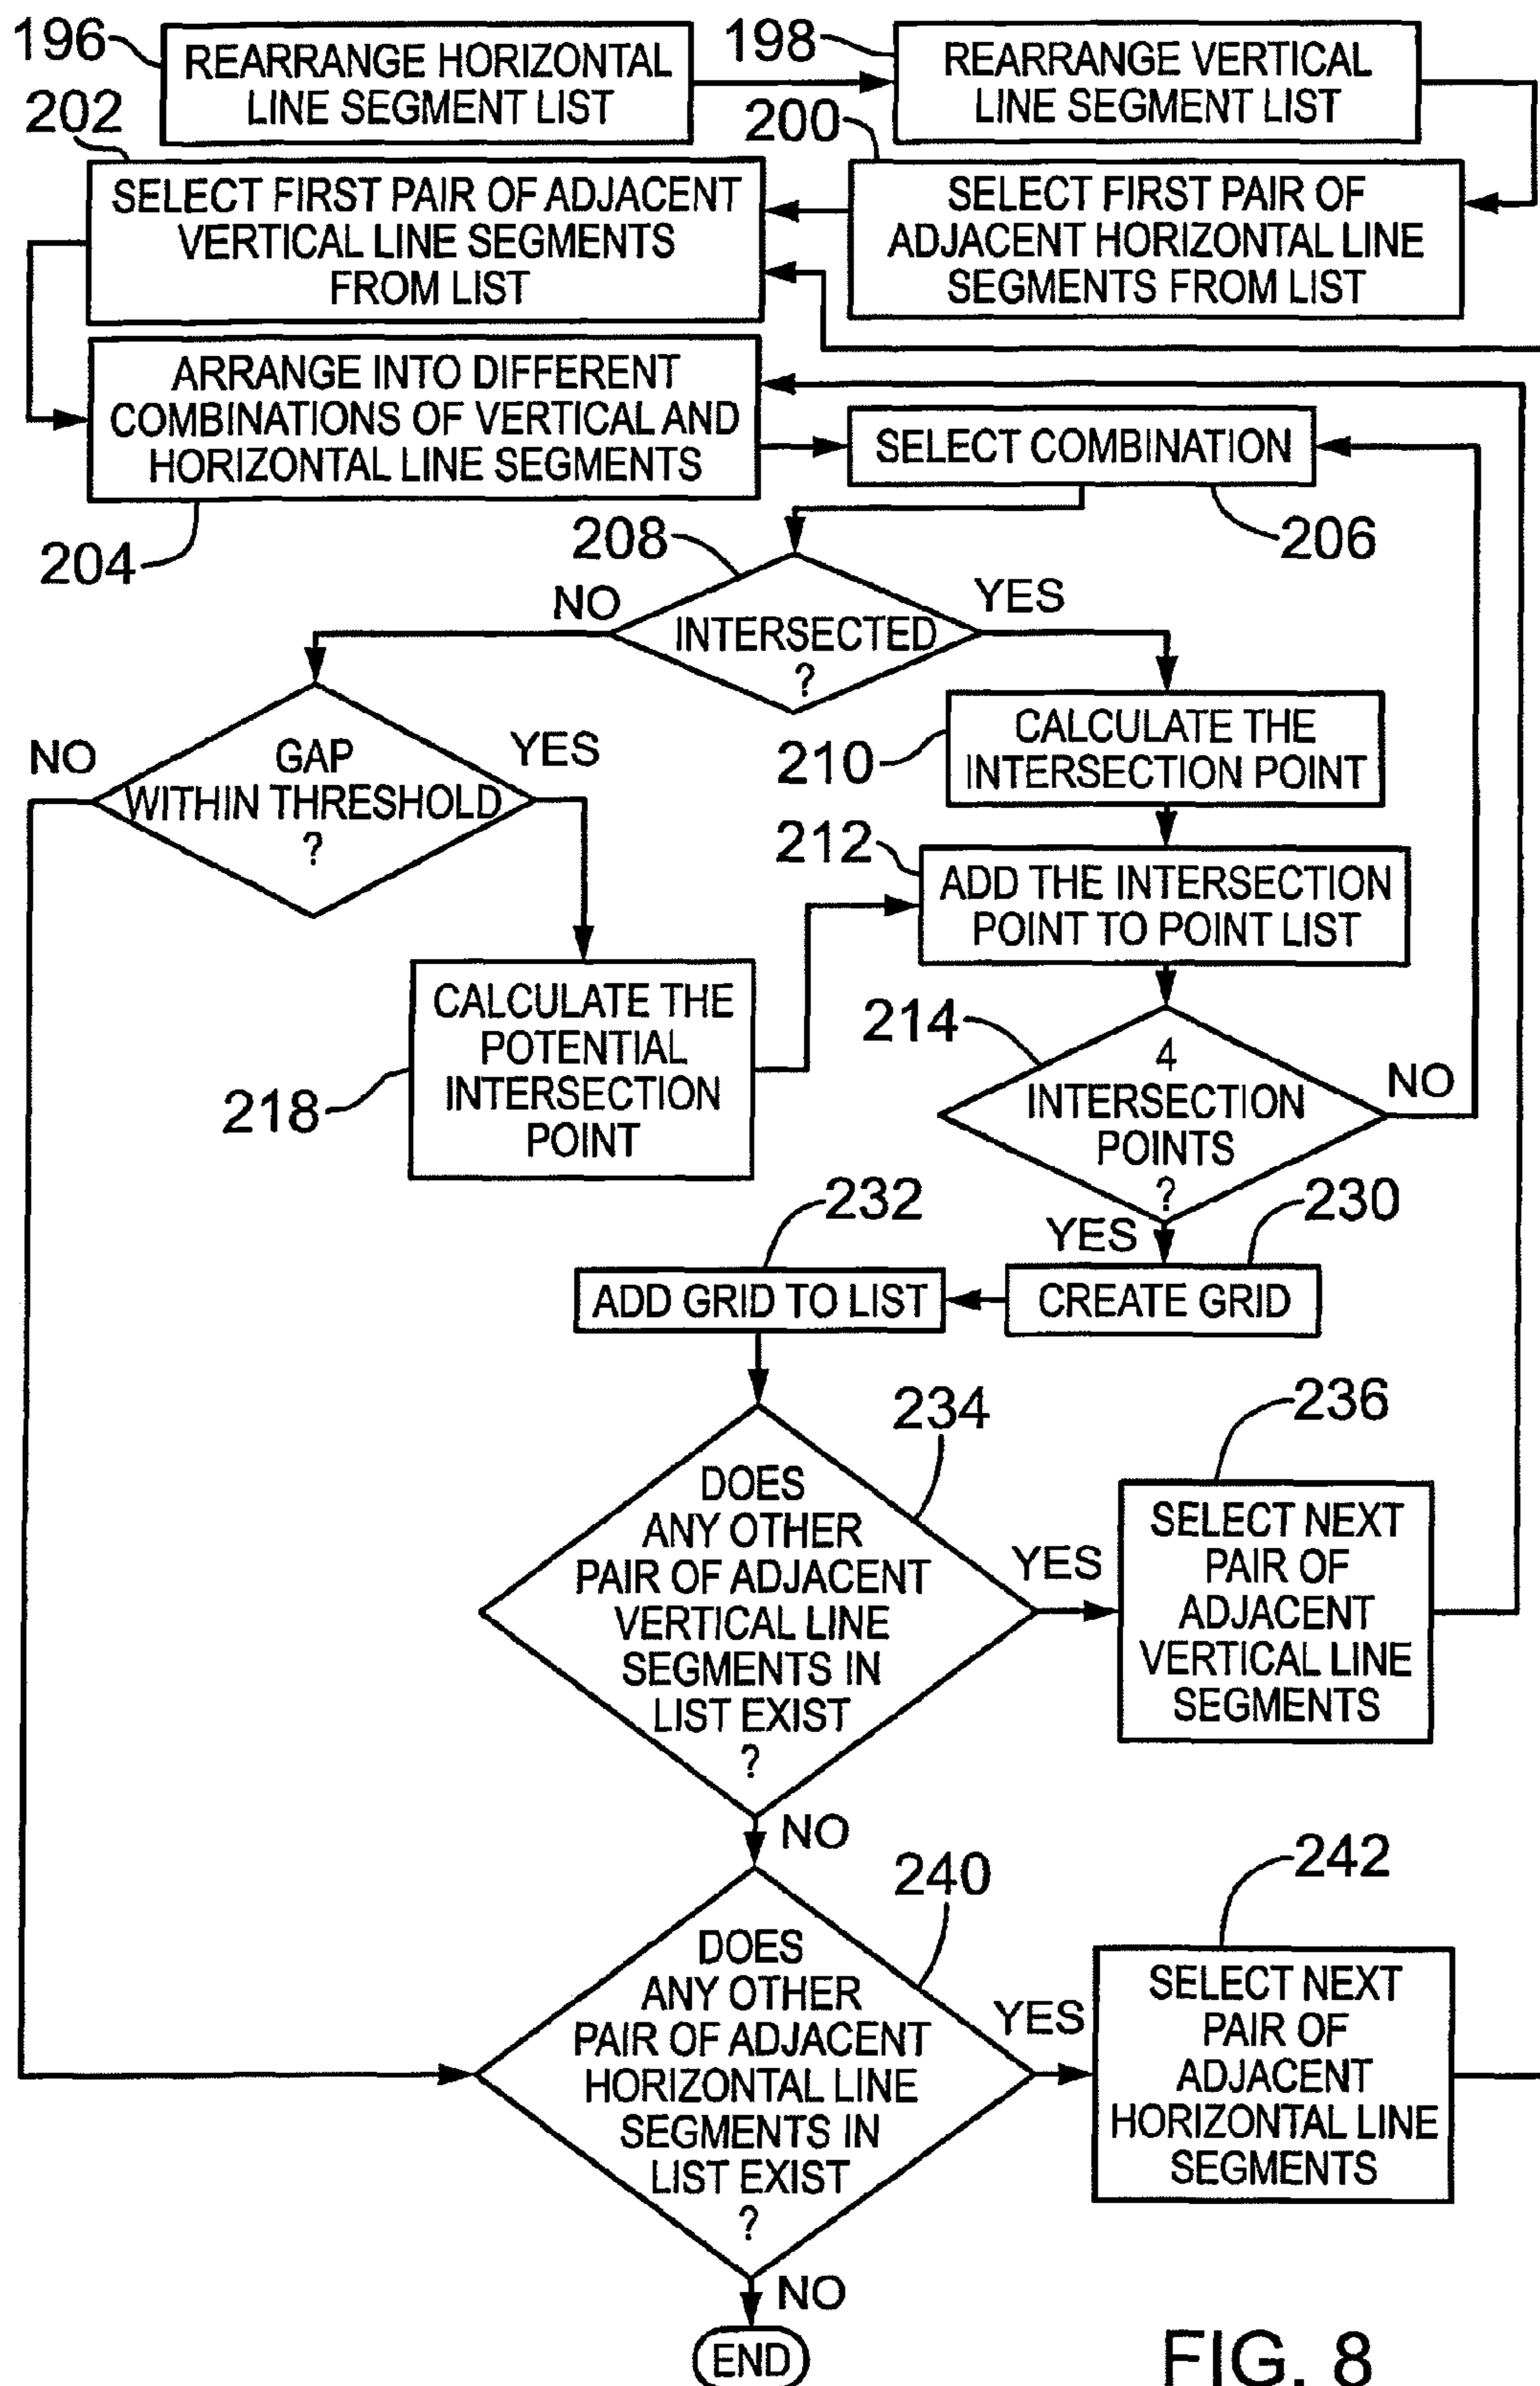 196
REARRANGE HORIZONTAL
LINE SEGMENT LIST
198
REARRANGE VERTICAL
LINE SEGMENT LIST
202
SELECT FIRST PAIR OF ADJACENT
VERTICAL LINE SEGMENTS
FROM LIST
200
SELECT FIRST PAIR OF
ADJACENT HORIZONTAL LINE
SEGMENTS FROM LIST
ARRANGE INTO DIFFERENT
COMBINATIONS OF VERTICAL AND
HORIZONTAL LINE SEGMENTS
204
SELECT COMBINATION
206
208
NO
YES
INTERSECTED
?
NO
GAP
WITHIN THRESHOLD
?
YES
210
CALCULATE THE
INTERSECTION POINT
212
ADD THE INTERSECTION
POINT TO POINT LIST
218
CALCULATE THE
POTENTIAL
INTERSECTION
POINT
214
4
INTERSECTION
POINTS
?
NO
YES
230
CREATE GRID
232
ADD GRID TO LIST
234
DOES
ANY OTHER
PAIR OF ADJACENT
VERTICAL LINE
SEGMENTS IN
LIST EXIST
?
YES
236
SELECT NEXT
PAIR OF
ADJACENT
VERTICAL LINE
SEGMENTS
NO
240
DOES
ANY OTHER
PAIR OF ADJACENT
HORIZONTAL LINE
SEGMENTS IN
LIST EXIST
?
YES
242
SELECT NEXT
PAIR OF
ADJACENT
HORIZONTAL LINE
SEGMENTS
NO
END
FIG. 8